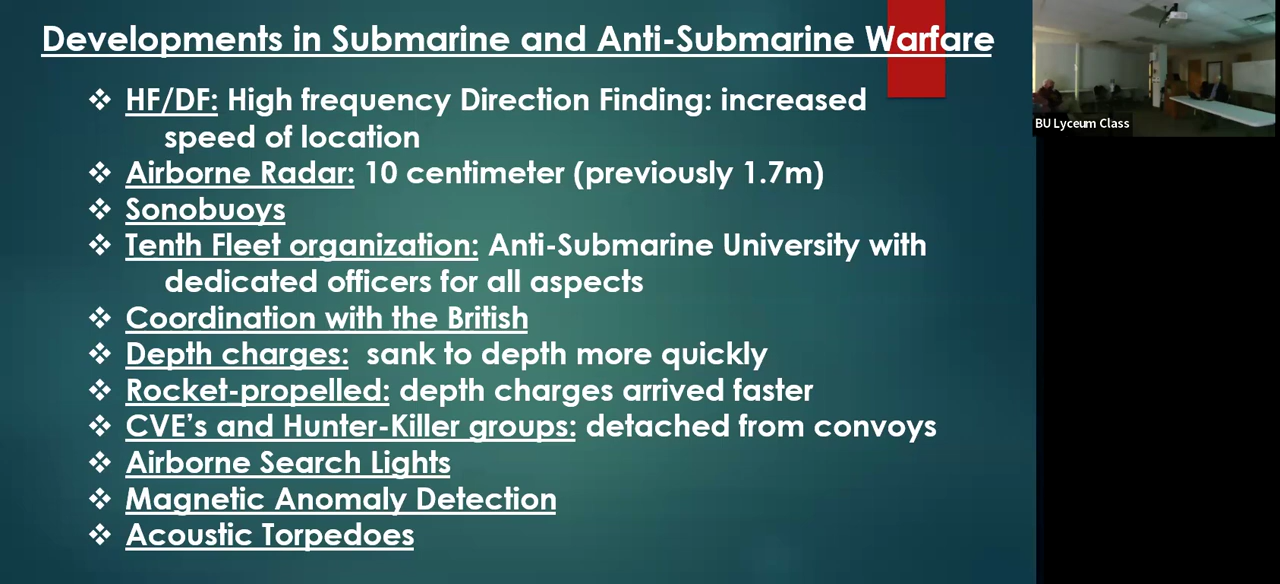 Developments in Submarine and Anti-Submarine Warfare
❖ HF/DF: High frequency Direction Finding: increased
speed of location
❖ Airborne Radar: 10 centimeter (previously 1.7m)
❖ Sonobuoys
❖ Tenth Fleet organization: Anti-Submarine University with
dedicated officers for all aspects
❖ Coordination with the British
❖ Depth charges: sank to depth more quickly
❖ Rocket-propelled: depth charges arrived faster
❖ CVE’s and Hunter-Killer groups: detached from convoys
❖ Airborne Search Lights
❖ Magnetic Anomaly Detection
❖ Acoustic Torpedoes
BU Lyceum Class